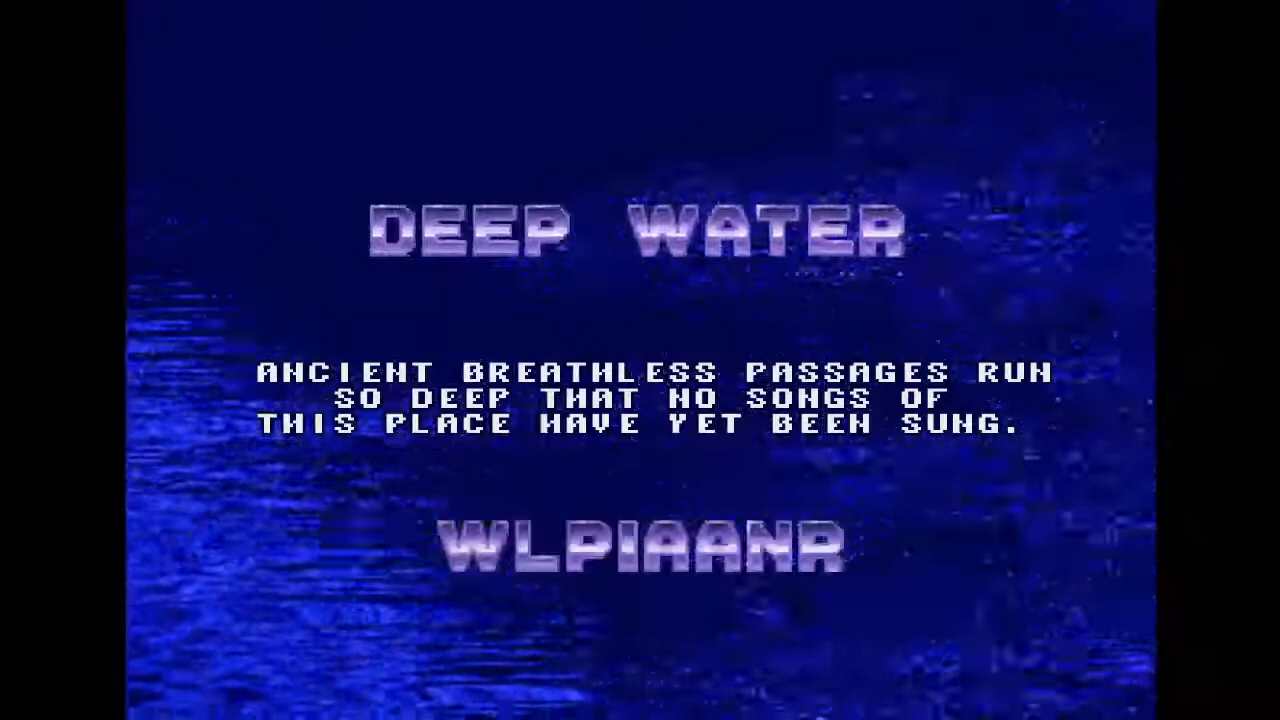 DEEP WATER
ANCIENT BREATHLESS PASSAGES RUN
SO DEEP THAT NO SONGS OF
THIS PLACE HAVE YET BEEN SUNG.
WLPIAANR